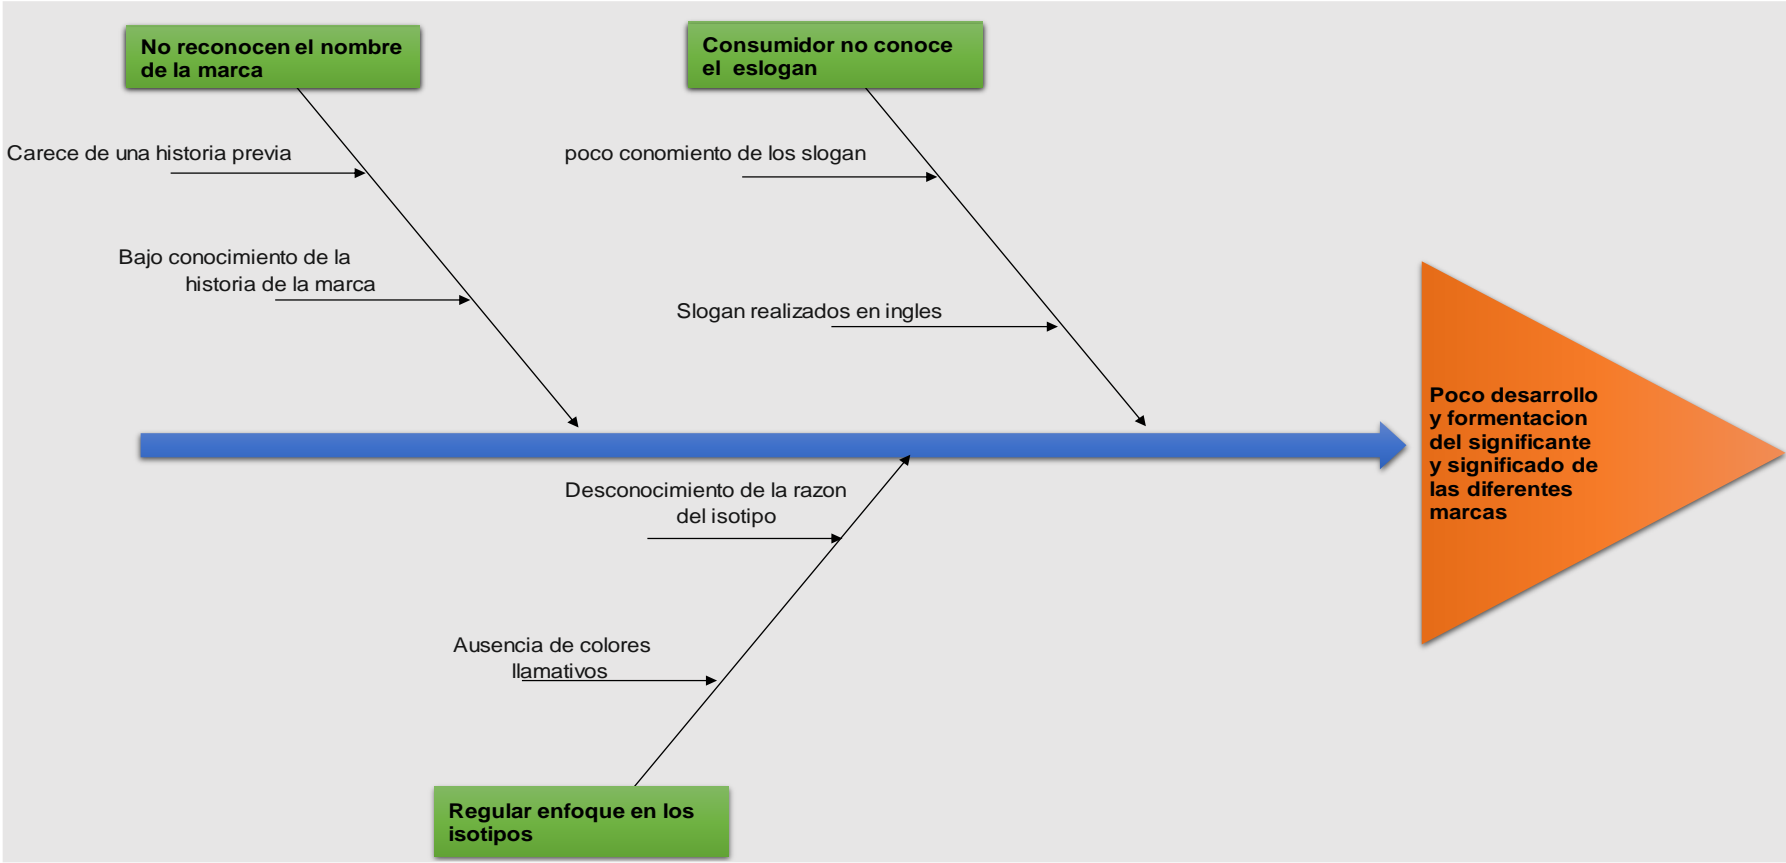 No reconocen el nombre
de la marca
Consumidor no conoce
el eslogan
Carece de una historia previa
poco conomiento de los slogan
Bajo conocimiento de la
historia de la marca
Slogan realizados en ingles
Poco desarrollo
y formentacion
del significante
y significado de
las diferentes
marcas
Desconocimiento de la razon
del isotipo
Ausencia de colores
llamativos
Regular enfoque en los
isotipos